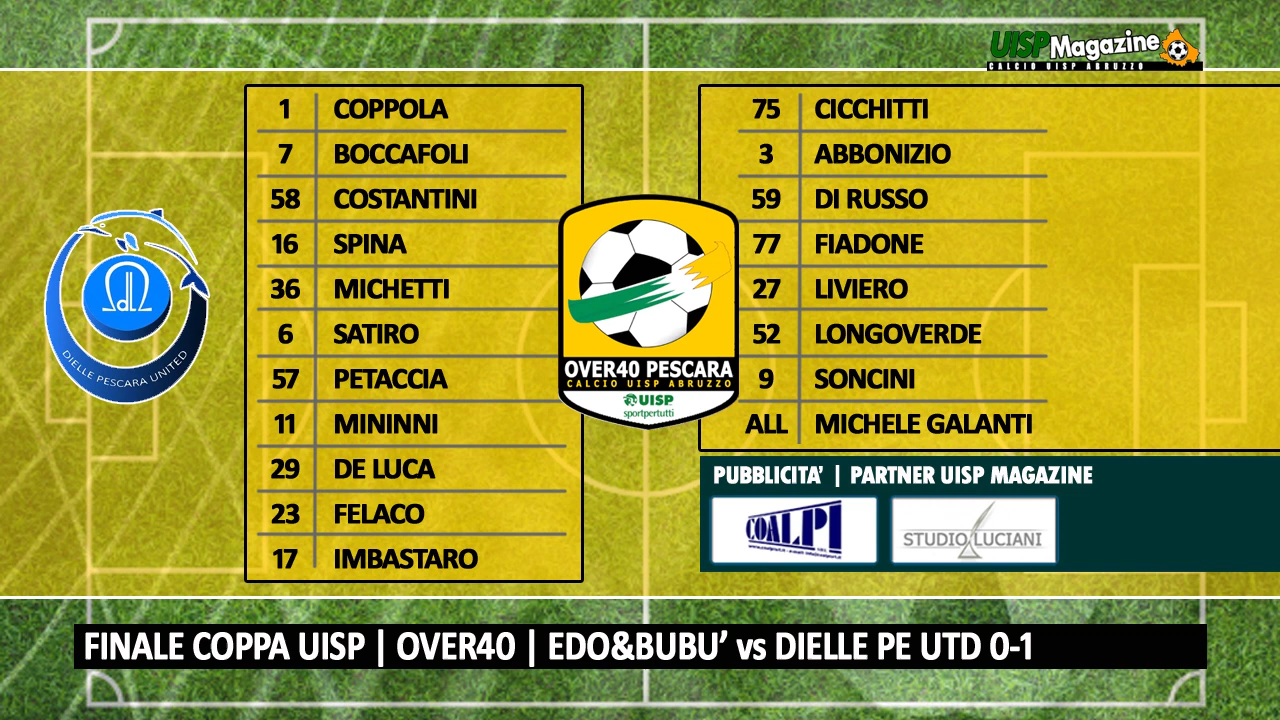 UISPMagazine
CALCIO UISP ABRUZZO
1 COPPOLA
7 BOCCAFOLI
58 COSTANTINI
16 SPINA
36 MICHETTI
6 SATIRO
57 PETACCIA
11 MININNI
29 DE LUCA
23 FELACO
17 IMBASTARO
DIELLE PESCARA UNITED
OVER40 PESCARA
CALCIO UISP ABRUZZO
UISP
sportpertutti
75 CICCHITTI
3 ABBONIZIO
59 DI RUSSO
77 FIADONE
27 LIVIERO
52 LONGOVERDE
9 SONCINI
ALL MICHELE GALANTI
PUBBLICITA' | PARTNER UISP MAGAZINE
COALPI
STUDIO LUCIANI
FINALE COPPA UISP | OVER40 | EDO&BUBU' vs DIELLE PE UTD 0-1